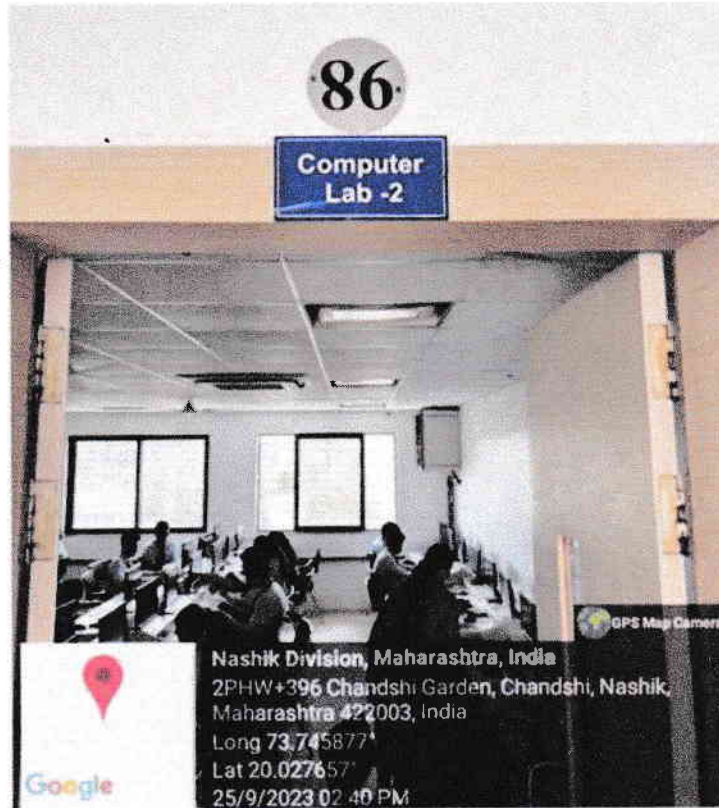 86
Computer
Lab -2
GPS Map Camera
Nashik Division, Maharashtra, India
2PHW+396 Chandshi Garden, Chandshi, Nashik,
Maharashtra 422003, India
Long 73.745877°
Lat 20.027657°
25/9/2023 02:40 PM
Google